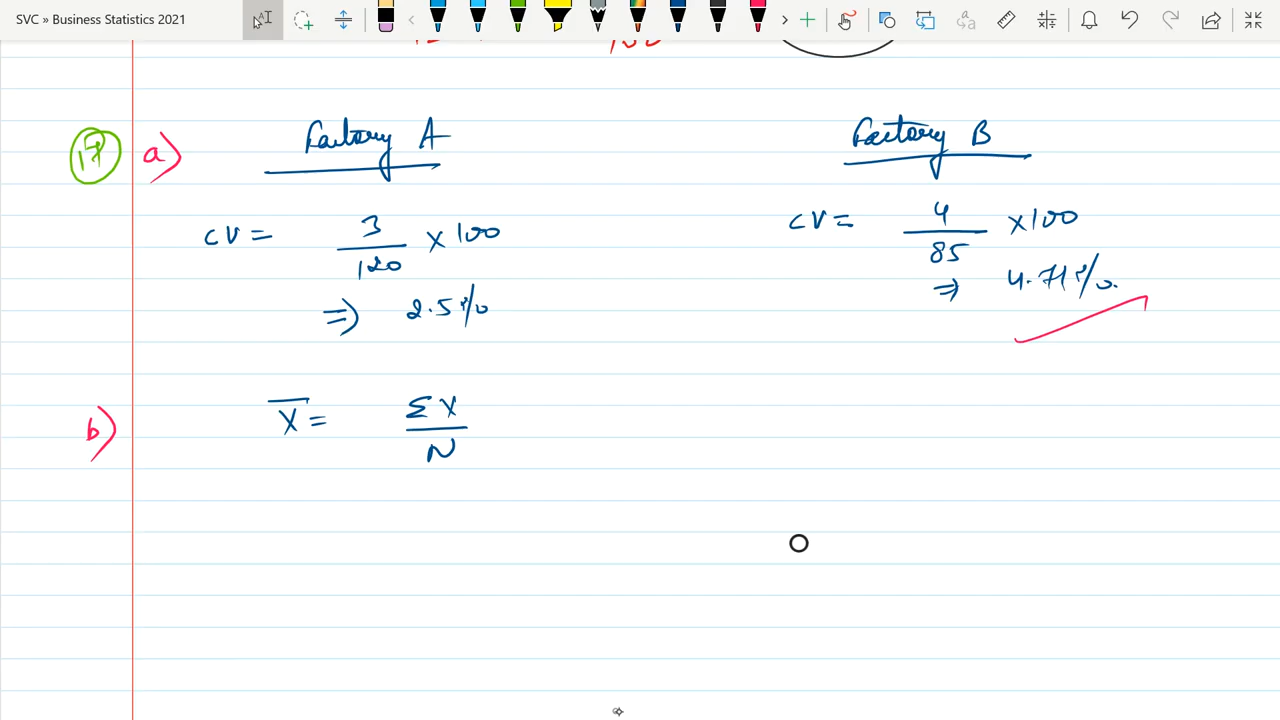 SVC » Business Statistics 2021
17 a) Factory A Factory B
CV = 3/120 × 100 CV = 4/85 × 100
⇒ 2.5% ⇒ 4.71%.
b) X̄ = ΣX/N